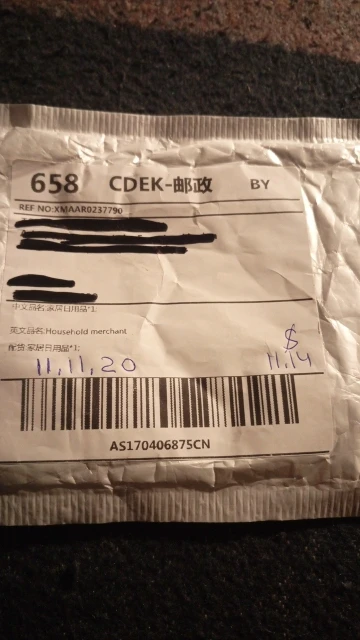 658 CDEK-邮政 BY
REF NO:XMAAR0237790
中文品名:家居日用品*1;
英文品名:Household merchant
配货:家居日用品*1;
$
11,11,20 11.14
AS170406875CN